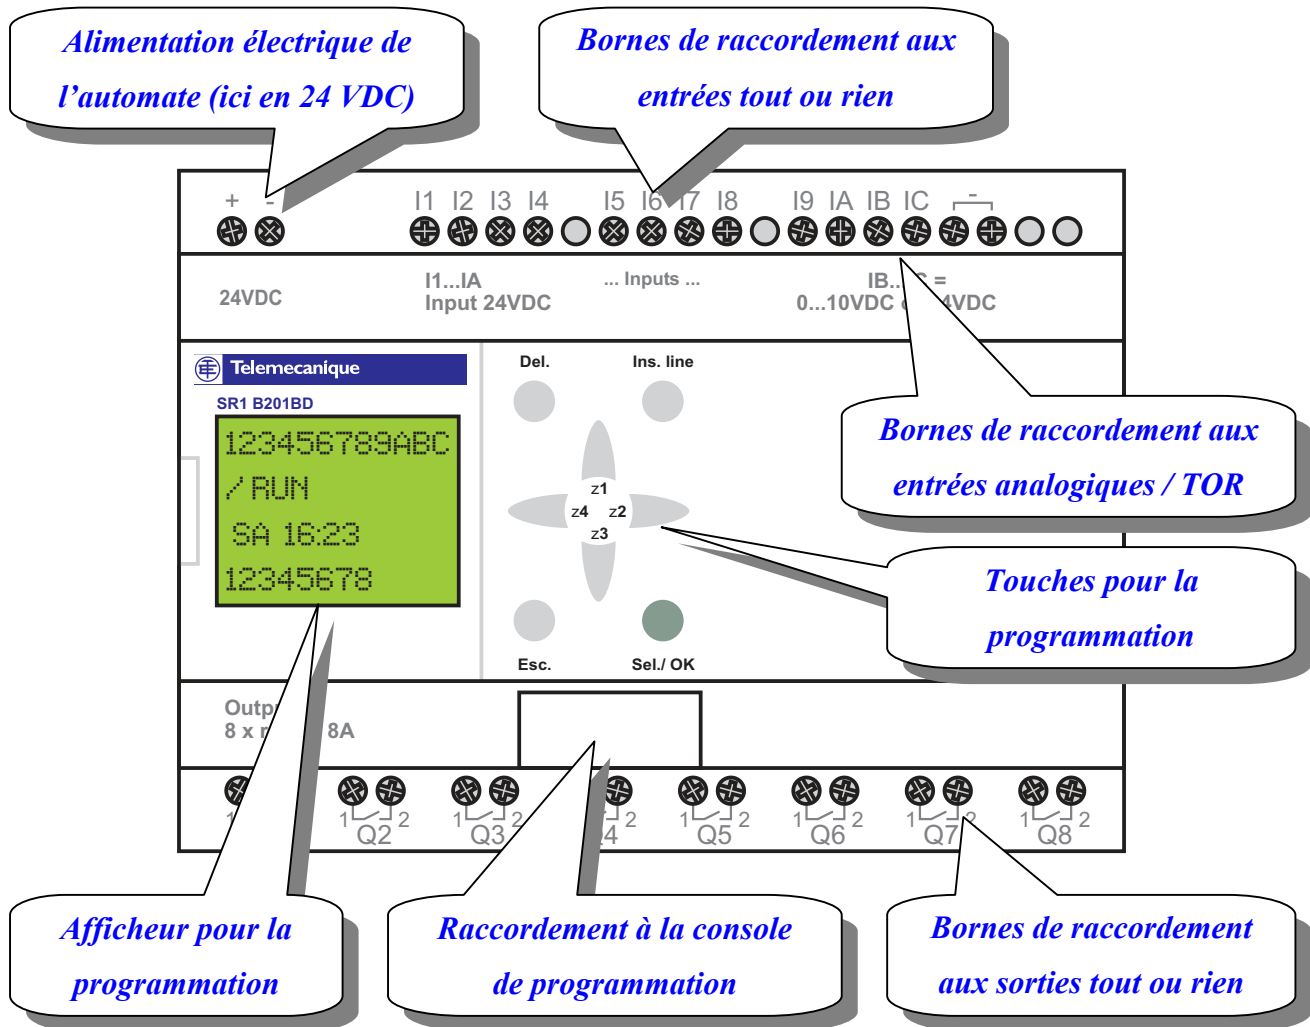 Alimentation électrique de
l'automate (ici en 24 VDC)
Bornes de raccordement aux
entrées tout ou rien
+ - I1 I2 I3 I4 I5 I6 I7 I8 I9 IA IB IC -
24VDC
I1...IA
Input 24VDC
... Inputs ...
0...10VDC
Telemecanique
SR1 B201BD
123456789ABC
/ RUN
SA 16:23
12345678
Del. Ins. line
z1
z4 z2
z3
Esc. Sel./ OK
Bornes de raccordement aux
entrées analogiques / TOR
Touches pour la
programmation
8 x 8A
1 1 2 1 2 2 1 2 1 2 1 2 1 2
Q2 Q3 Q5 Q6 Q7 Q8
Afficheur pour la
programmation
Raccordement à la console
de programmation
Bornes de raccordement
aux sorties tout ou rien